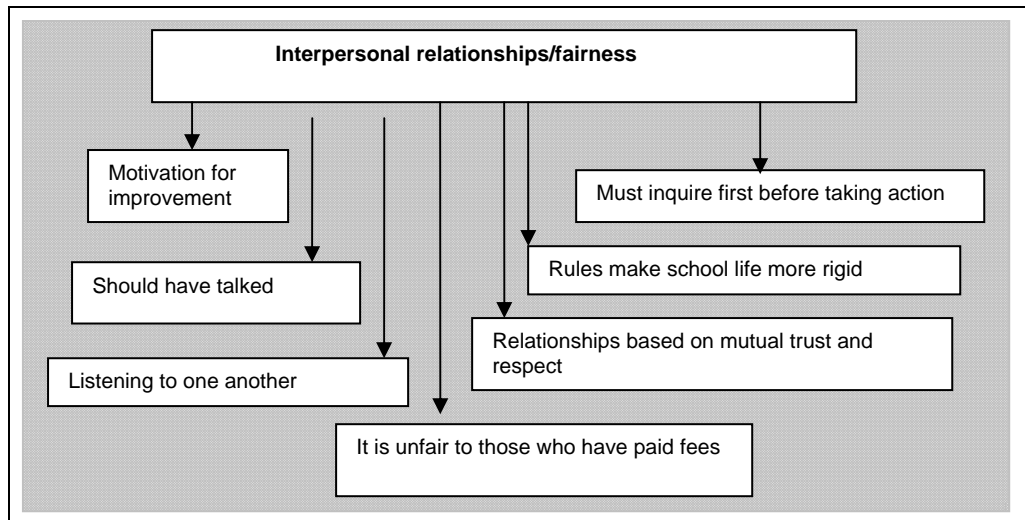 Interpersonal relationships/fairness
Motivation for
improvement
Must inquire first before taking action
Should have talked
Rules make school life more rigid
Listening to one another
Relationships based on mutual trust and
respect
It is unfair to those who have paid fees